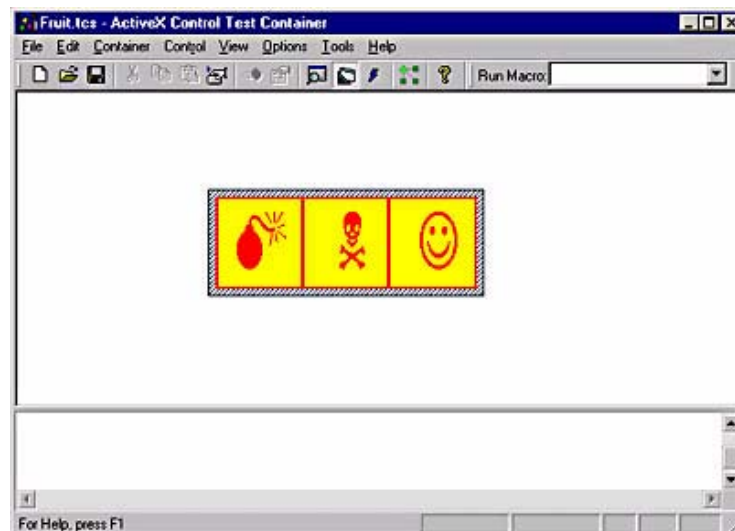 Fruit.tcs - ActiveX Control Test Container
File Edit Container Control View Options Tools Help
Run Macro:
For Help, press F1